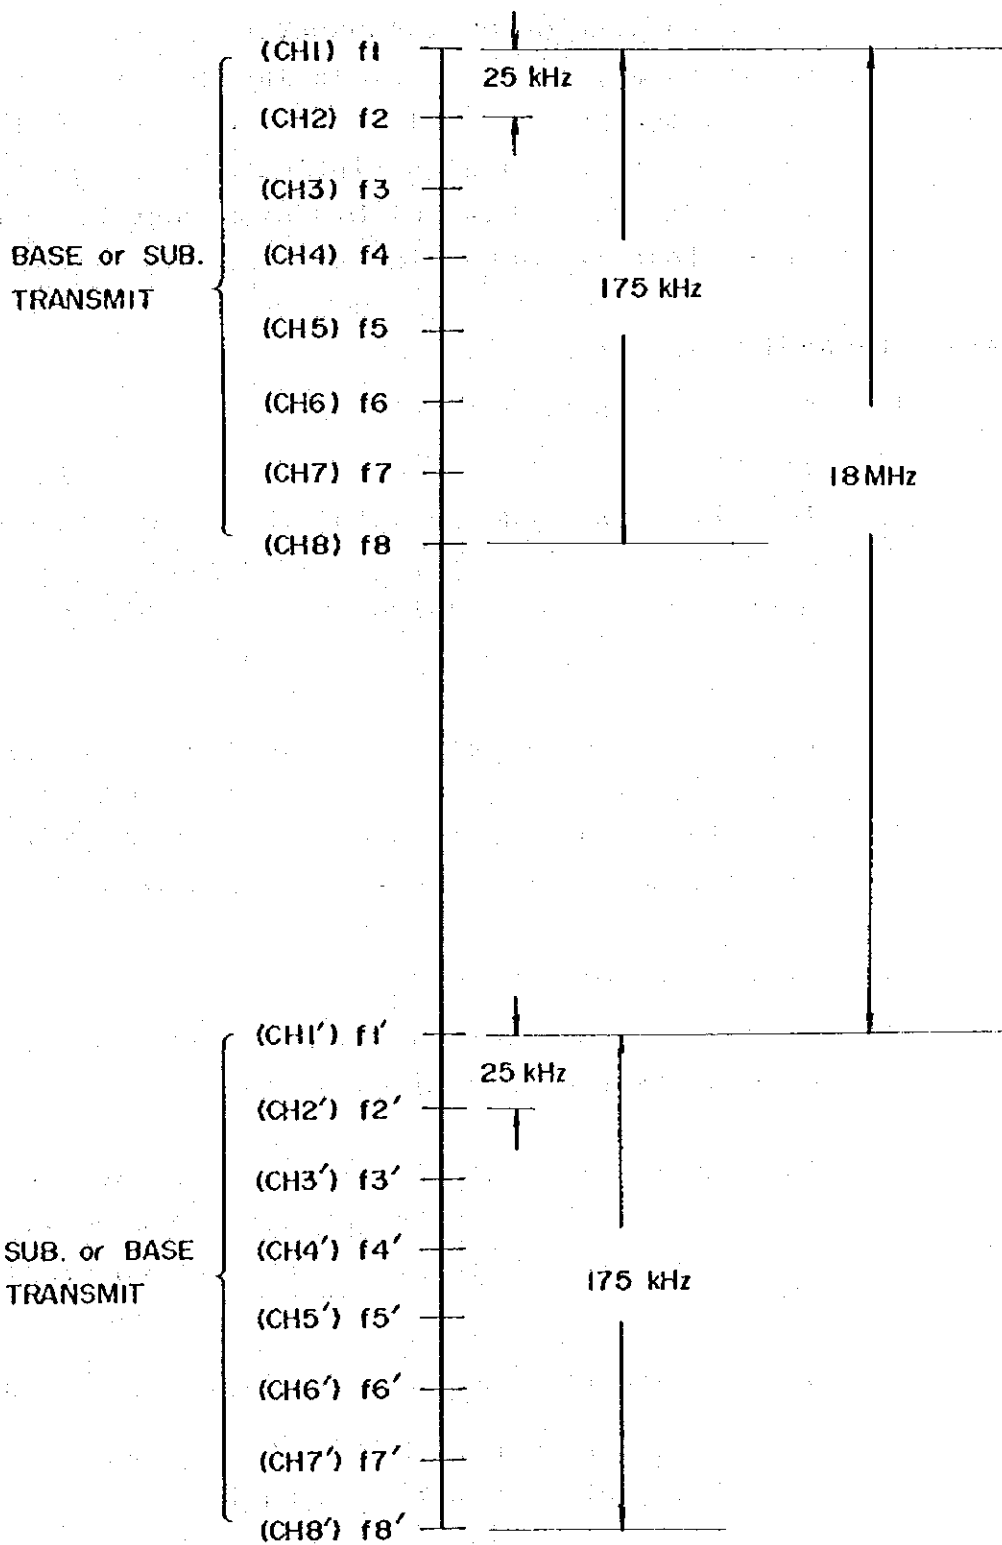 (CH1) f1
25 kHz
(CH2) f2
(CH3) f3
BASE or SUB.
TRANSMIT
(CH4) f4
175 kHz
(CH5) f5
(CH6) f6
(CH7) f7
18 MHz
(CH8) f8
(CH1') f1'
25 kHz
(CH2') f2'
(CH3') f3'
SUB. or BASE
TRANSMIT
(CH4') f4'
175 kHz
(CH5') f5'
(CH6') f6'
(CH7') f7'
(CH8') f8'